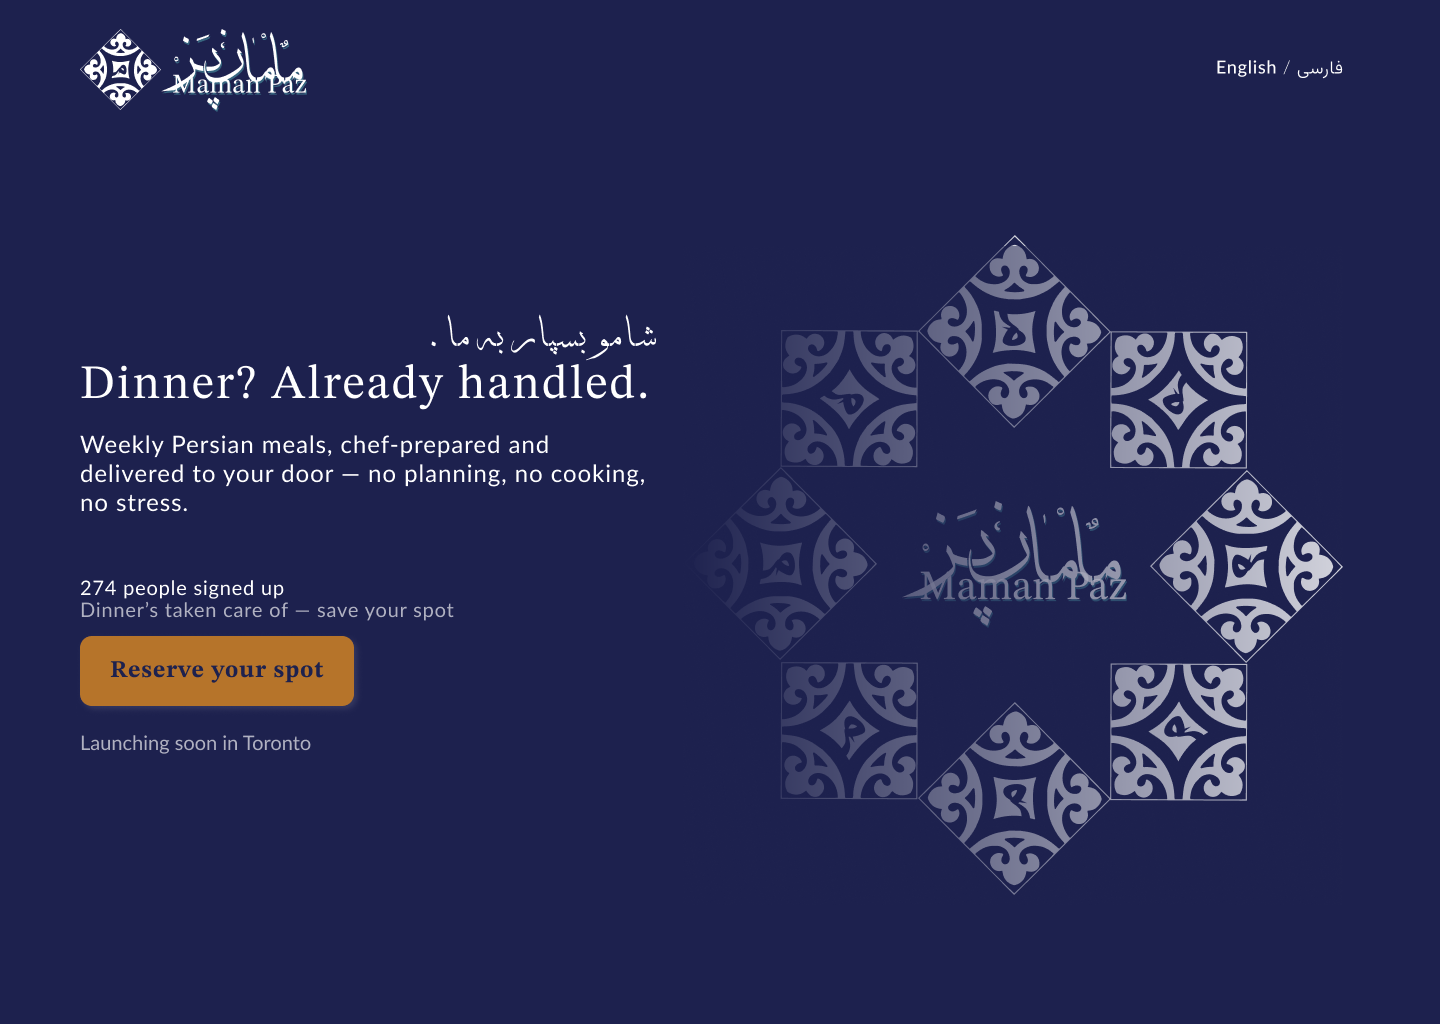 مامان‌پز
Maman Paz
English / فارسی
شامو بسپار به ما .
Dinner? Already handled.
Weekly Persian meals, chef-prepared and
delivered to your door — no planning, no cooking,
no stress.
274 people signed up
Dinner’s taken care of — save your spot
Reserve your spot
Launching soon in Toronto
مامان‌پز
Maman Paz